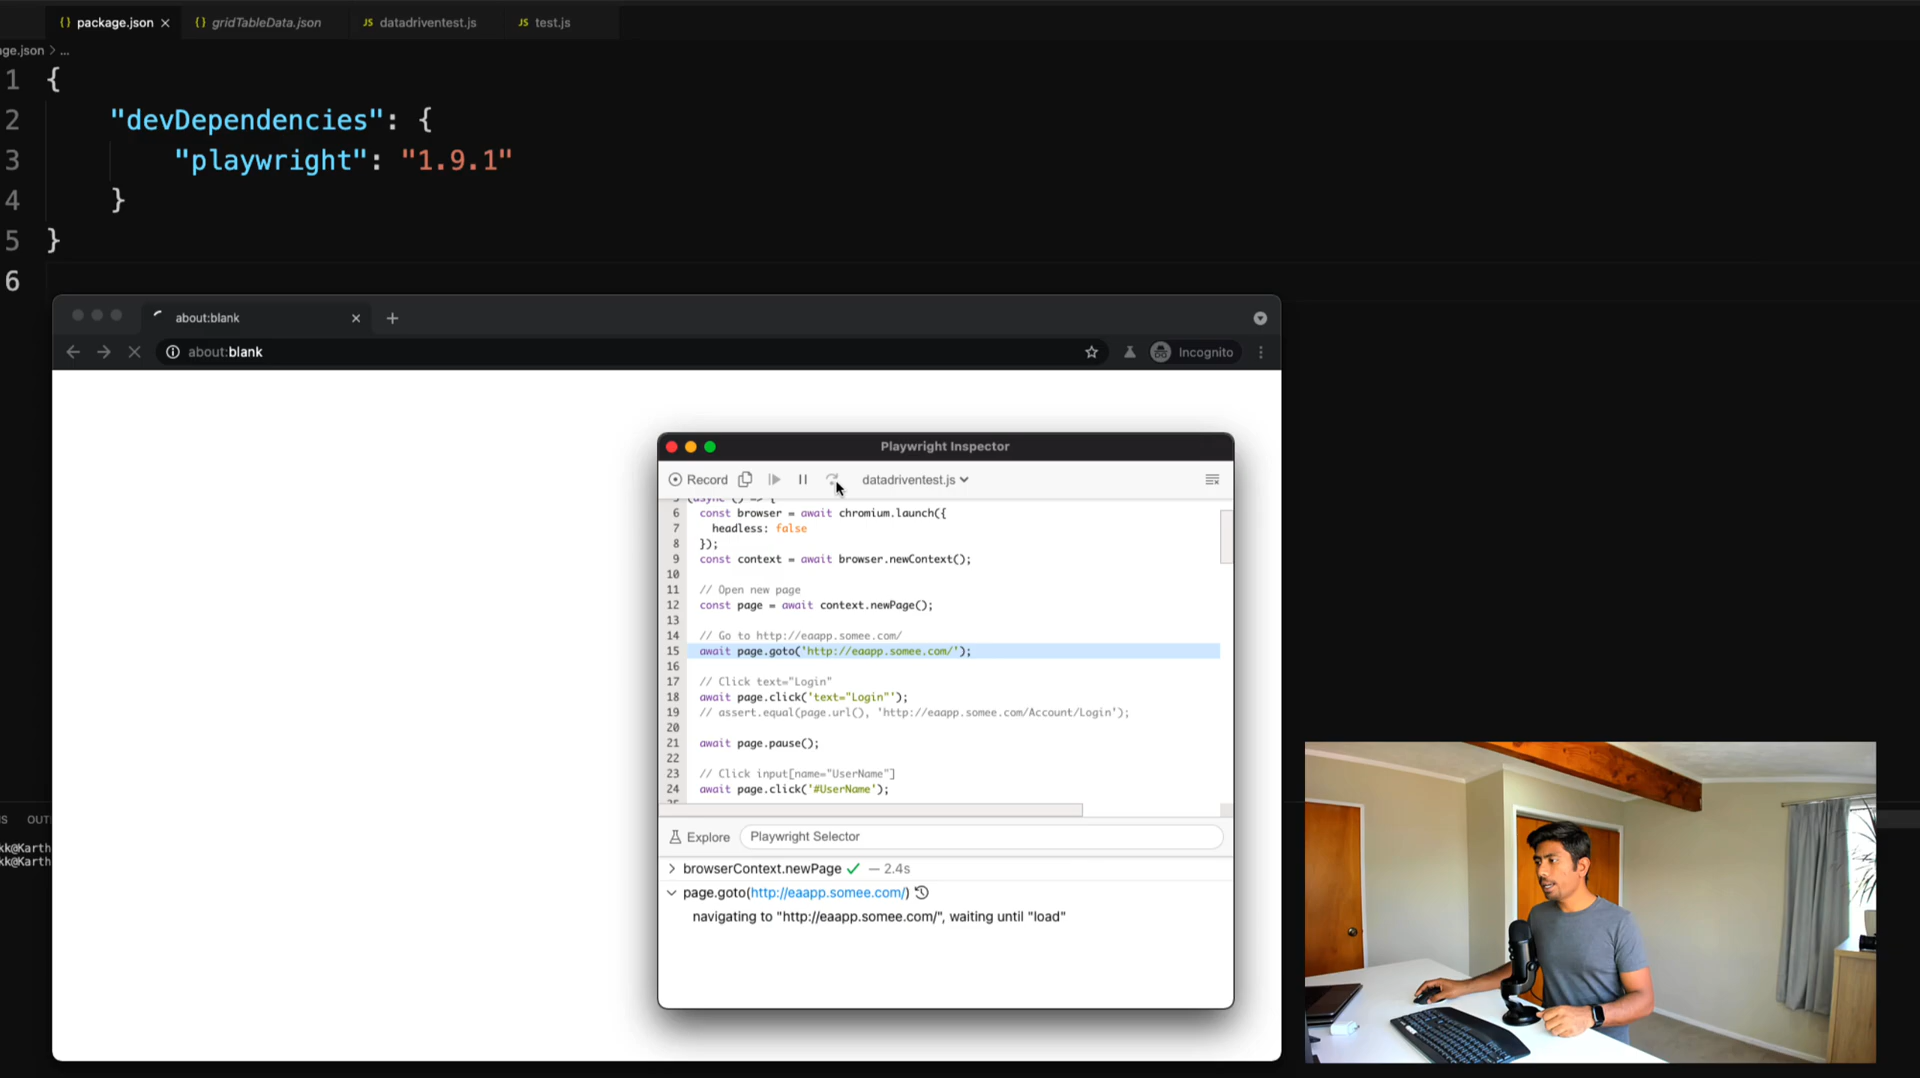 package.json
gridTableData.json
JS datadriventest.js
JS test.js
ge.json > ...
1 {
2 "devDependencies": {
3 "playwright": "1.9.1"
4 }
5 }
6
about:blank
about:blank
Incognito
Playwright Inspector
Record
datadriventest.js
5 (async () => {
6 const browser = await chromium.launch({
7 headless: false
8 });
9 const context = await browser.newContext();
10
11 // Open new page
12 const page = await context.newPage();
13
14 // Go to http://eaapp.somee.com/
15 await page.goto('http://eaapp.somee.com/');
16
17 // Click text="Login"
18 await page.click('text="Login"');
19 // assert.equal(page.url(), 'http://eaapp.somee.com/Account/Login');
20
21 await page.pause();
22
23 // Click input[name="UserName"]
24 await page.click('#UserName');
Explore
Playwright Selector
browserContext.newPage ✓ — 2.4s
page.goto(http://eaapp.somee.com/)
navigating to "http://eaapp.somee.com/", waiting until "load"
S OUT
kk@Karth
kk@Karth